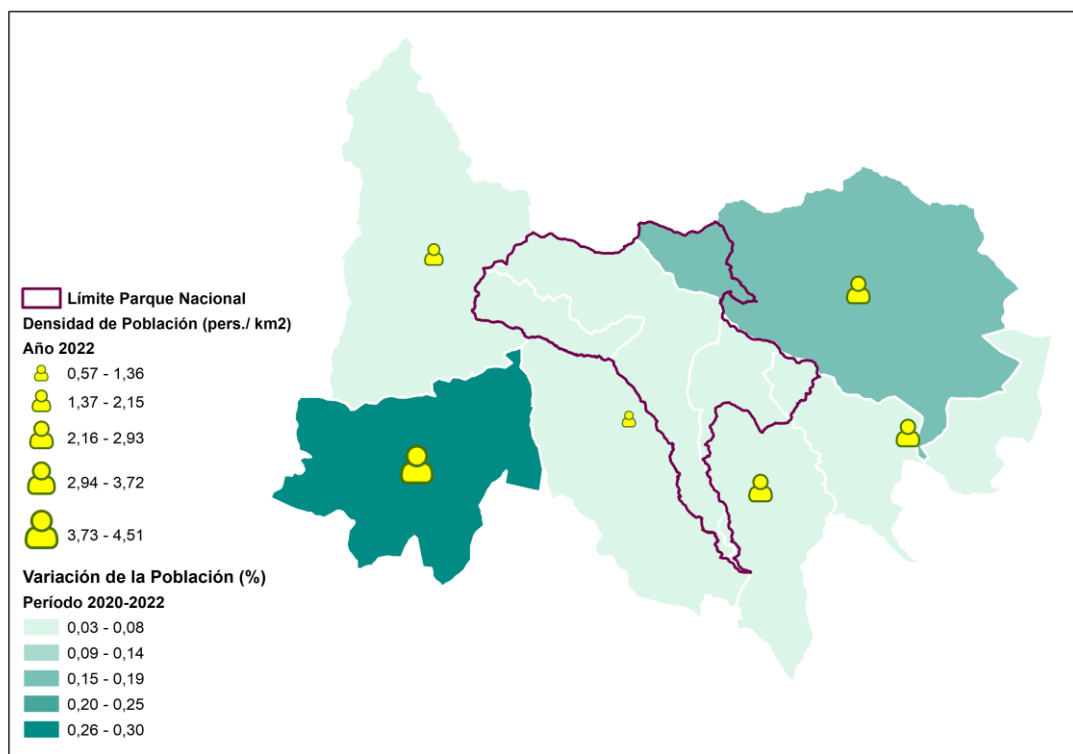 Límite Parque Nacional
Densidad de Población (pers./ km2)
Año 2022
0,57 - 1,36
1,37 - 2,15
2,16 - 2,93
2,94 - 3,72
3,73 - 4,51
Variación de la Población (%)
Período 2020-2022
0,03 - 0,08
0,09 - 0,14
0,15 - 0,19
0,20 - 0,25
0,26 - 0,30